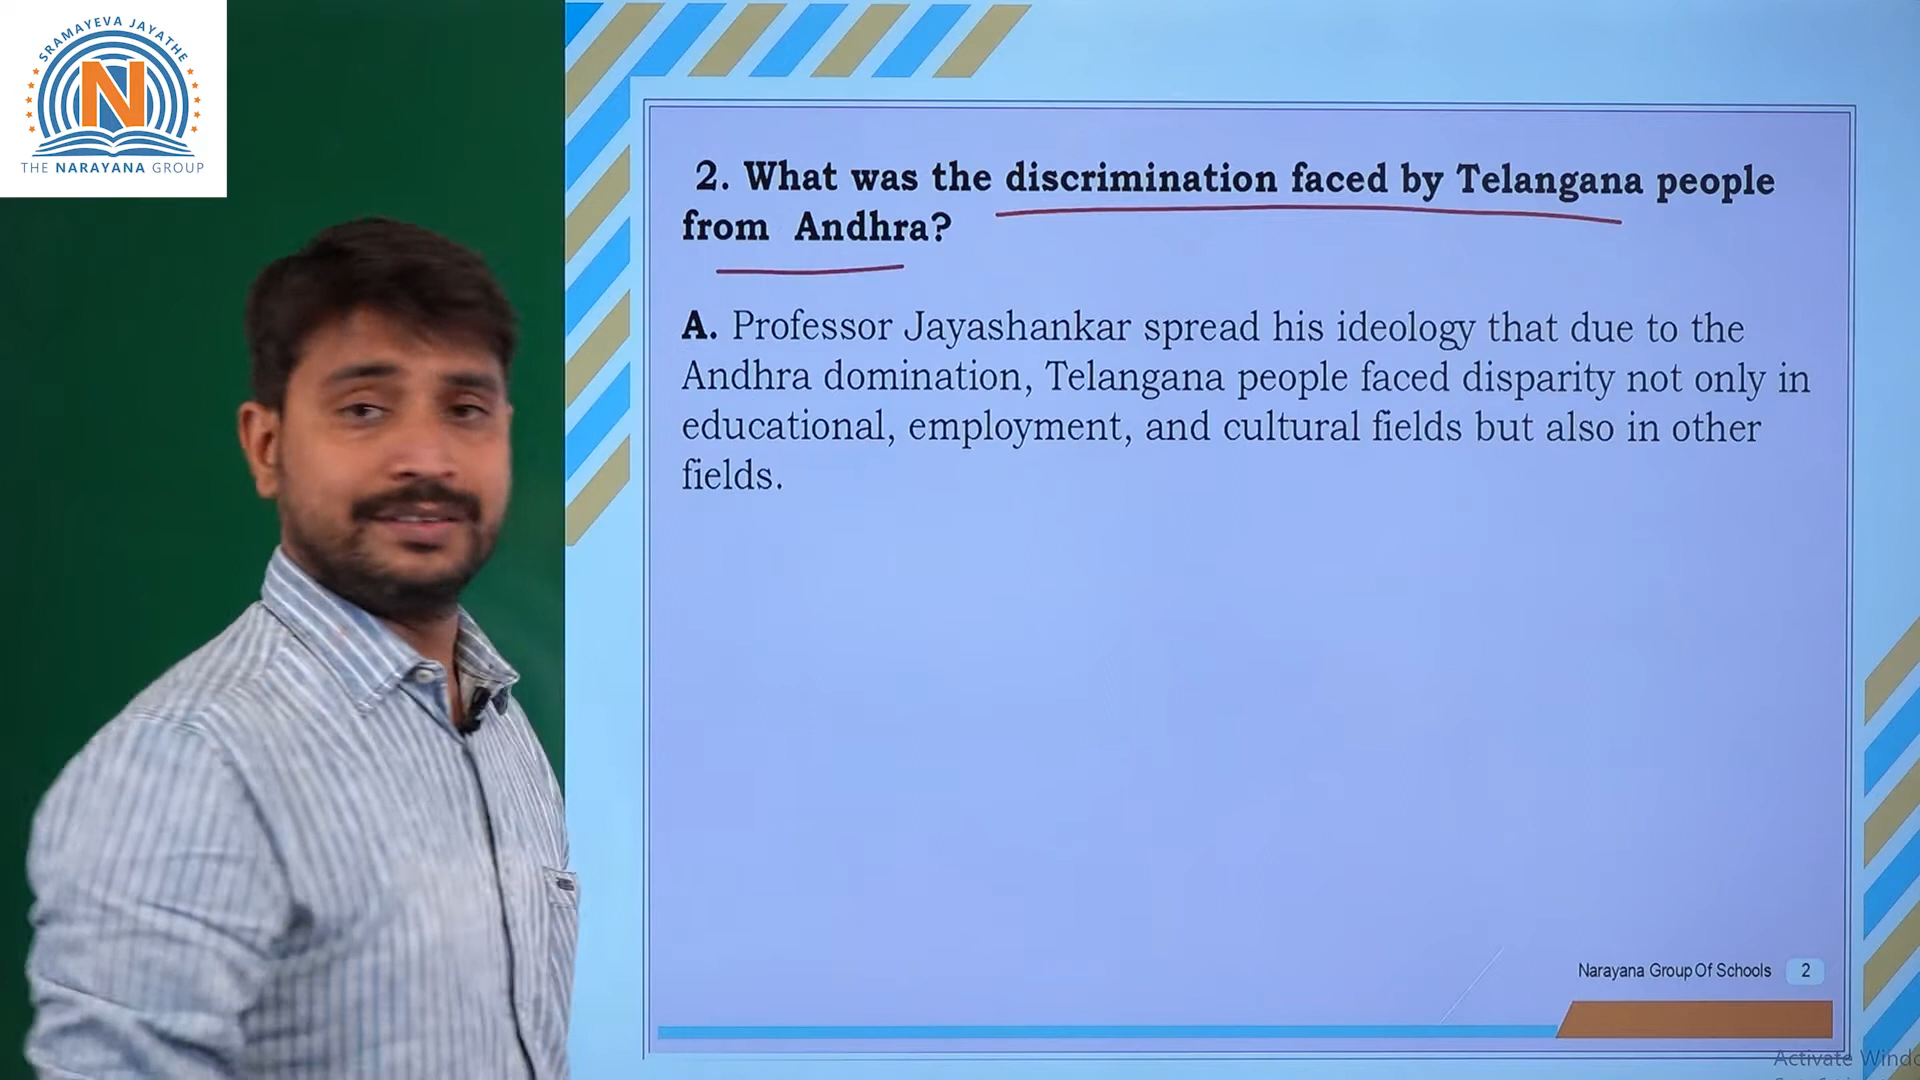 SRAMAYEVA JAYATHE
N
THE NARAYANA GROUP
2. What was the discrimination faced by Telangana people
from Andhra?
A. Professor Jayashankar spread his ideology that due to the
Andhra domination, Telangana people faced disparity not only in
educational, employment, and cultural fields but also in other
fields.
Narayana Group Of Schools 2
Activate Windo